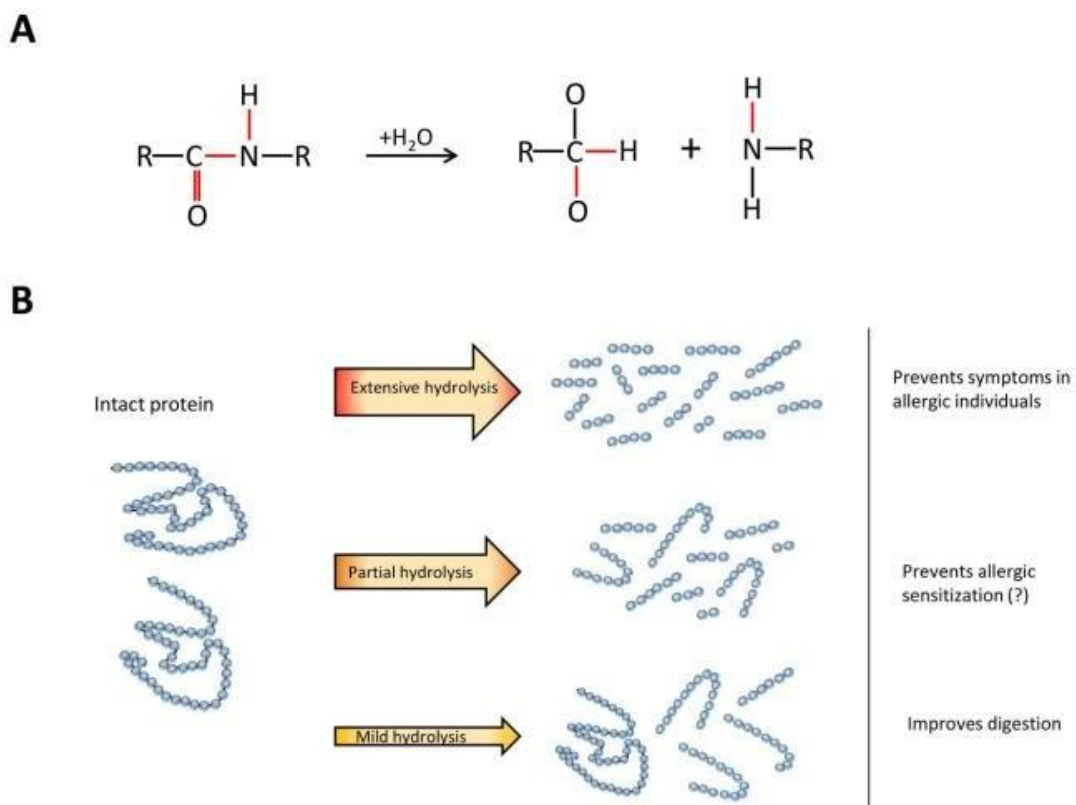 A
H
R C N R
O
+H₂O
O
R C H
O
+
H
N R
H
B
Intact protein
Extensive hydrolysis
Prevents symptoms in
allergic individuals
Partial hydrolysis
Prevents allergic
sensitization (?)
Mild hydrolysis
Improves digestion